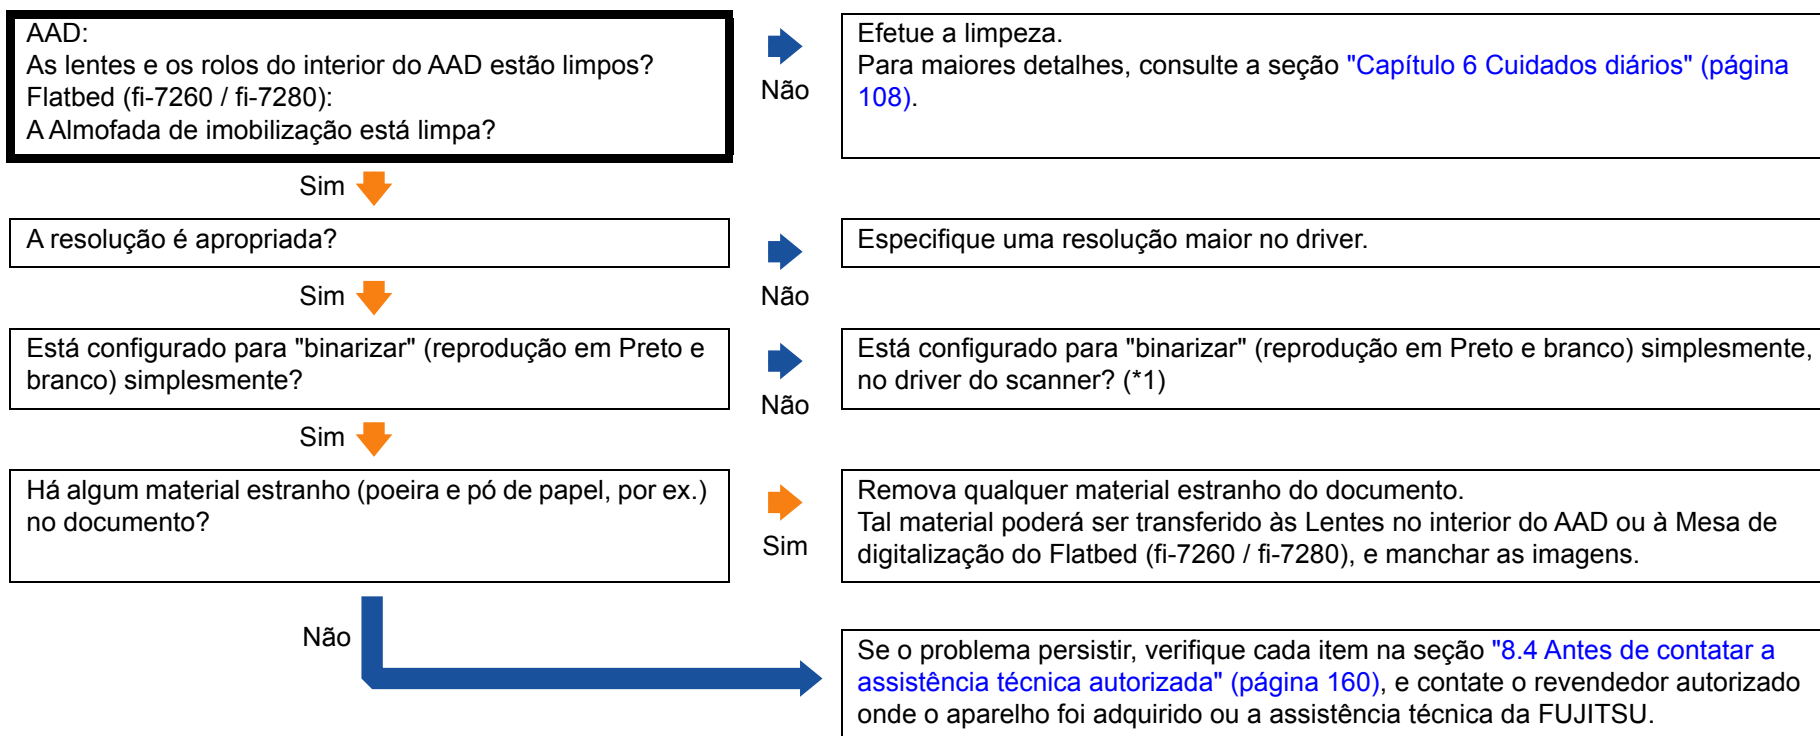 AAD:
As lentes e os rolos do interior do AAD estão limpos?
Flatbed (fi-7260 / fi-7280):
A Almofada de imobilização está limpa?
Não
Efetue a limpeza.
Para maiores detalhes, consulte a seção "Capítulo 6 Cuidados diários" (página
108).
Sim
A resolução é apropriada?
Não
Especifique uma resolução maior no driver.
Sim
Está configurado para "binarizar" (reprodução em Preto e
branco) simplesmente?
Não
Está configurado para "binarizar" (reprodução em Preto e branco) simplesmente,
no driver do scanner? (*1)
Sim
Há algum material estranho (poeira e pó de papel, por ex.)
no documento?
Sim
Remova qualquer material estranho do documento.
Tal material poderá ser transferido às Lentes no interior do AAD ou à Mesa de
digitalização do Flatbed (fi-7260 / fi-7280), e manchar as imagens.
Não
Se o problema persistir, verifique cada item na seção "8.4 Antes de contatar a
assistência técnica autorizada" (página 160), e contate o revendedor autorizado
onde o aparelho foi adquirido ou a assistência técnica da FUJITSU.